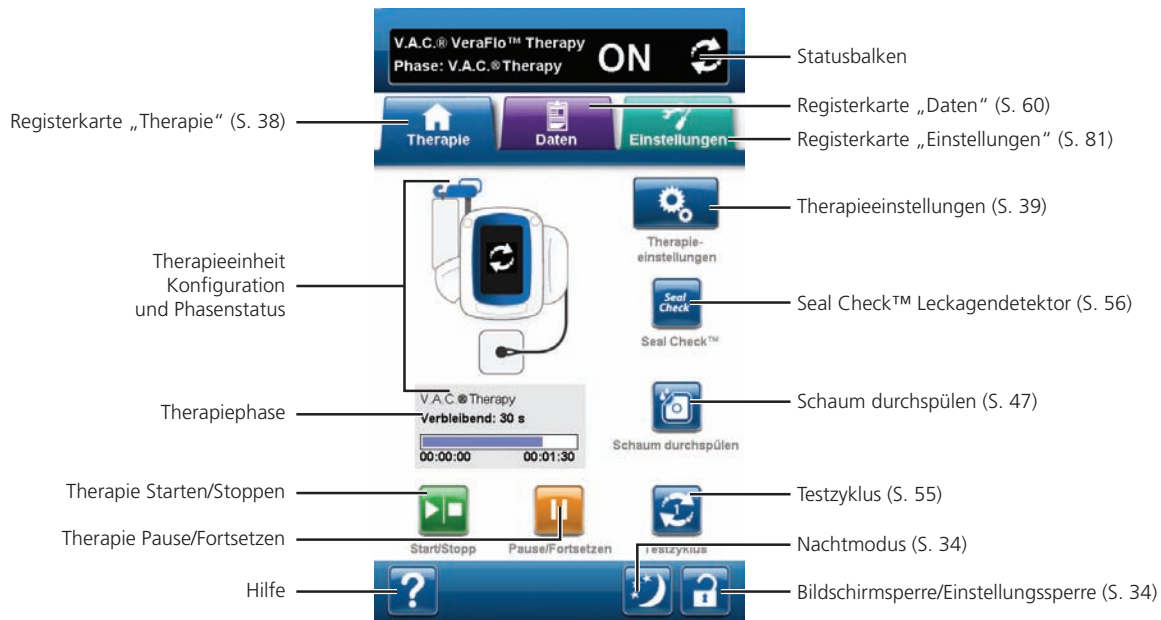 V.A.C.® VeraFlo™ Therapy
Phase: V.A.C.®Therapy
ON
Statusbalken
Registerkarte „Therapie“ (S. 38)
Therapie
Daten
Einstellungen
Registerkarte „Daten“ (S. 60)
Registerkarte „Einstellungen“ (S. 81)
Therapieeinheit
Konfiguration
und Phasenstatus
Therapie-
einstellungen
Therapieeinstellungen (S. 39)
Seal
Check
Seal Check™
Seal Check™ Leckagendetektor (S. 56)
Therapiephase
V.A.C.®Therapy
Verbleibend: 30 s
00:00:00
00:01:30
Schaum durchspülen
Schaum durchspülen (S. 47)
Therapie Starten/Stoppen
Therapie Pause/Fortsetzen
Start/Stopp
Pause/Fortsetzen
1
Testzyklus
Testzyklus (S. 55)
Nachtmodus (S. 34)
Hilfe
?
Bildschirmsperre/Einstellungssperre (S. 34)